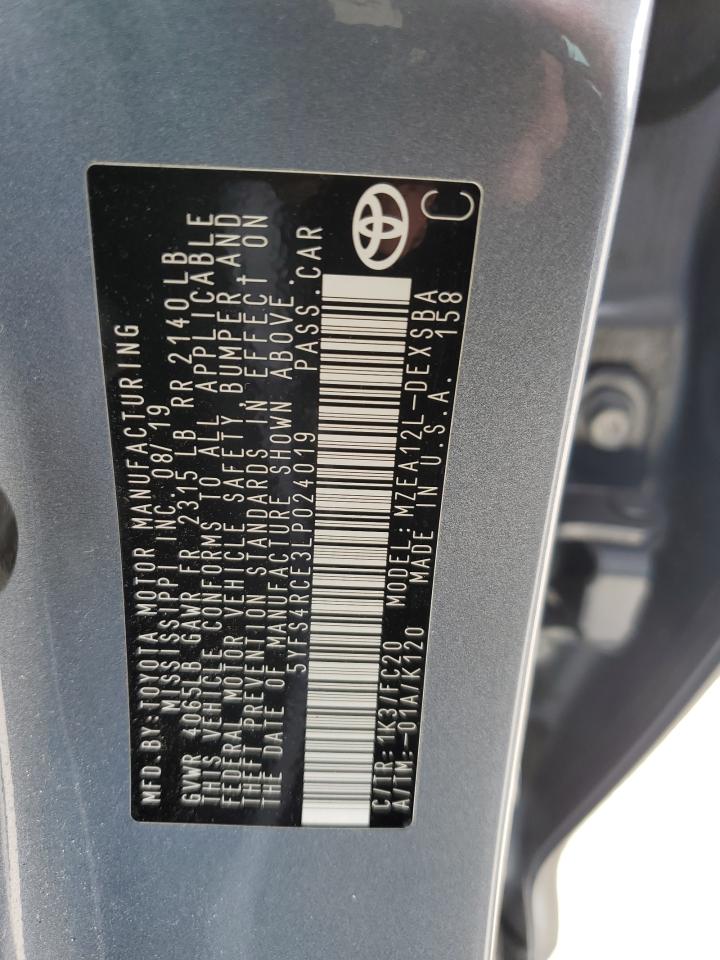 MFD.BY:TOYOTA MOTOR MANUFACTURING
MISSISSIPPI INC.08/19
GVWR 4065LB GAWR FR 2315 LB RR 2140LB
THIS VEHICLE CONFORMS TO ALL APPLICABLE
FEDERAL MOTOR VEHICLE SAFETY, BUMPER AND
THEFT PREVENTION STANDARDS IN EFFECT ON
THE DATE OF MANUFACTURE SHOWN ABOVE.
5YFS4RCE3LP024019 PASS.CAR
C/TR:1K3/FC20 MODEL:MZEA12L-DEXSBA
A/TM:-01A/K120 MADE IN U.S.A. 158
C